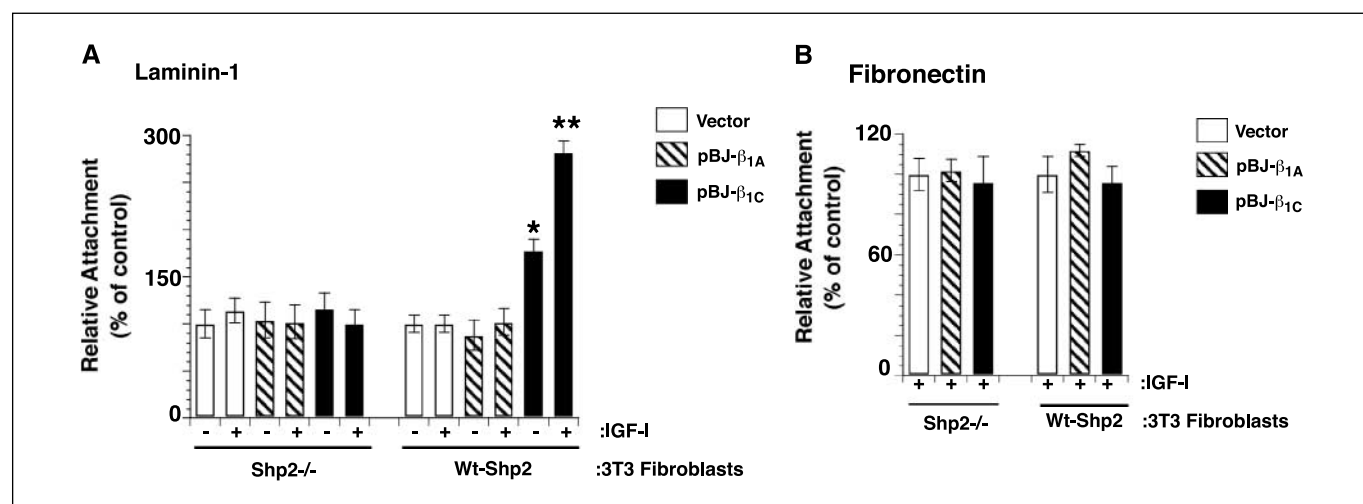 A
Laminin-1
Relative Attachment
(% of control)
300
150
0
*
**
Vector
pBJ-β1A
pBJ-β1C
- + - + - + - + - + - + :IGF-I
Shp2-/- Wt-Shp2 :3T3 Fibroblasts
B
Fibronectin
Relative Attachment
(% of control)
120
60
0
Vector
pBJ-β1A
pBJ-β1C
+ + + + + + :IGF-I
Shp2-/- Wt-Shp2 :3T3 Fibroblasts